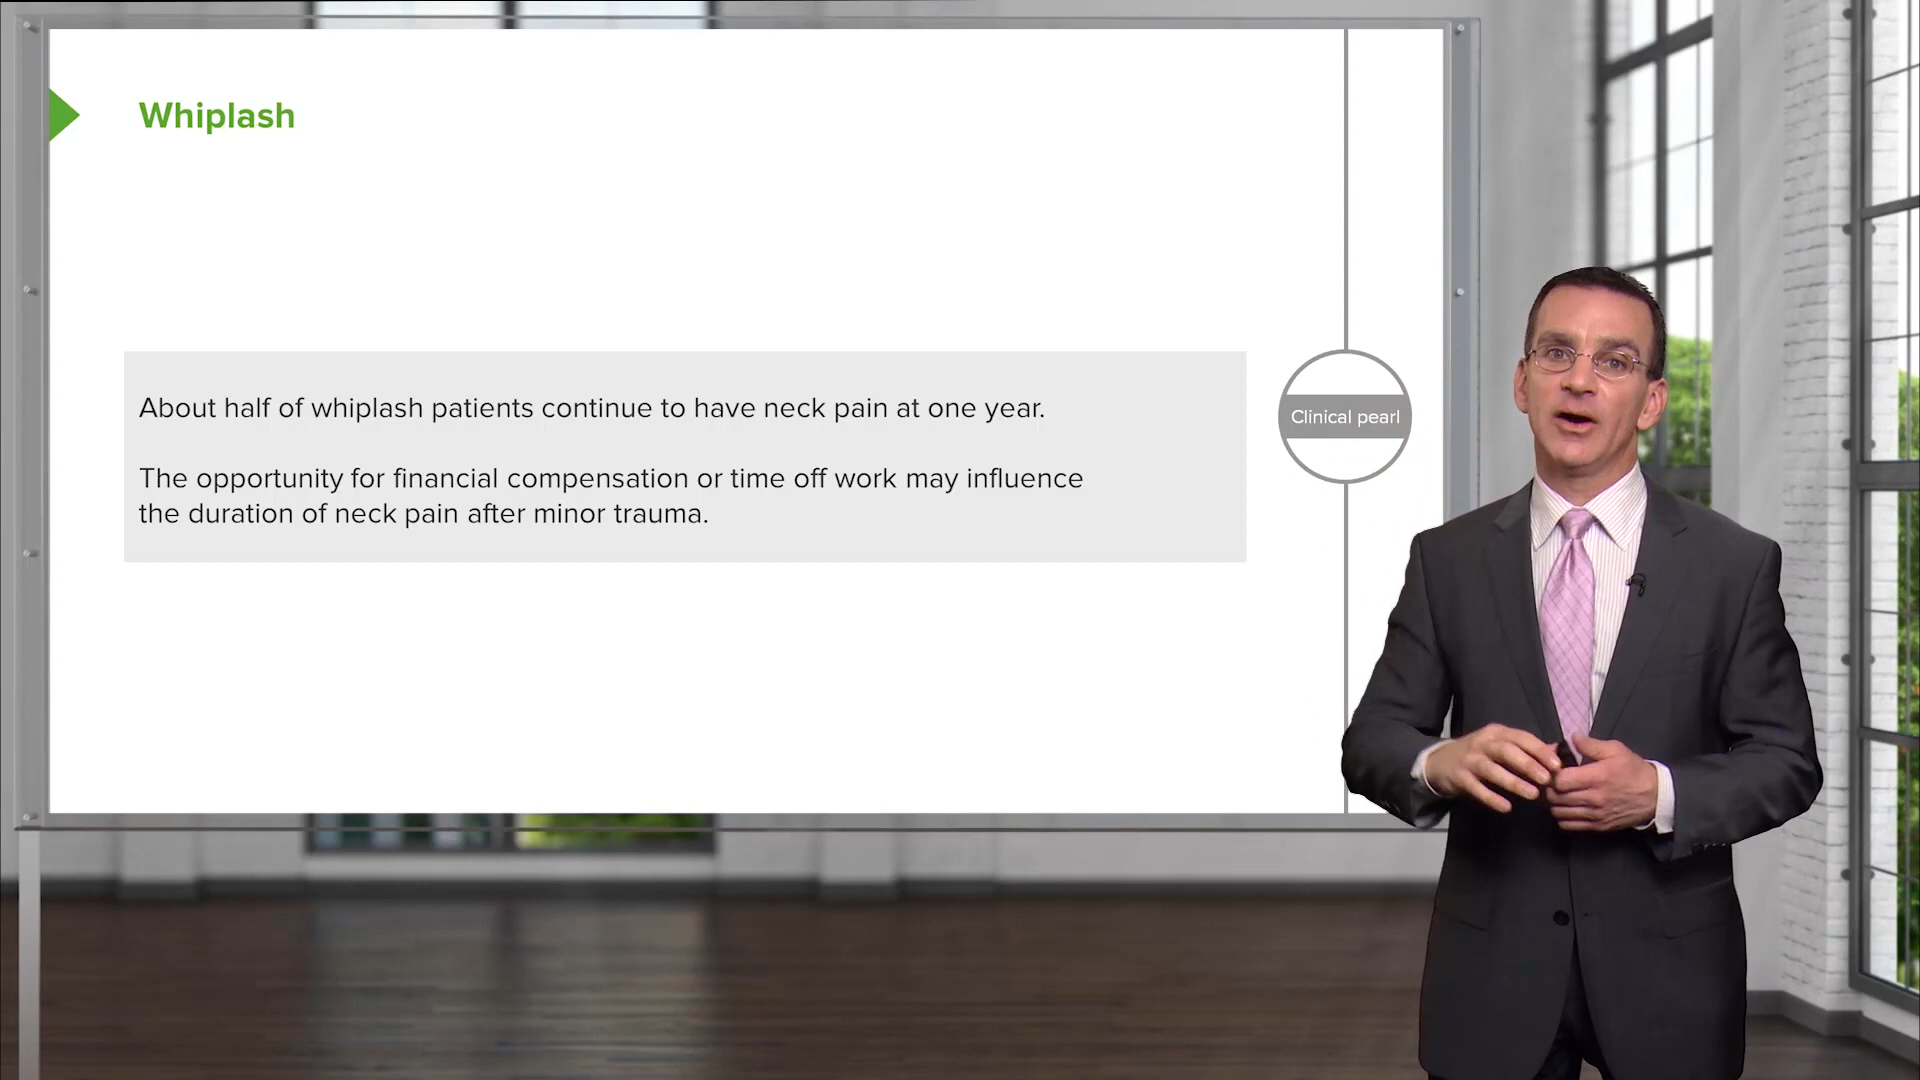 Whiplash
About half of whiplash patients continue to have neck pain at one year.
The opportunity for financial compensation or time off work may influence
the duration of neck pain after minor trauma.
Clinical pearl